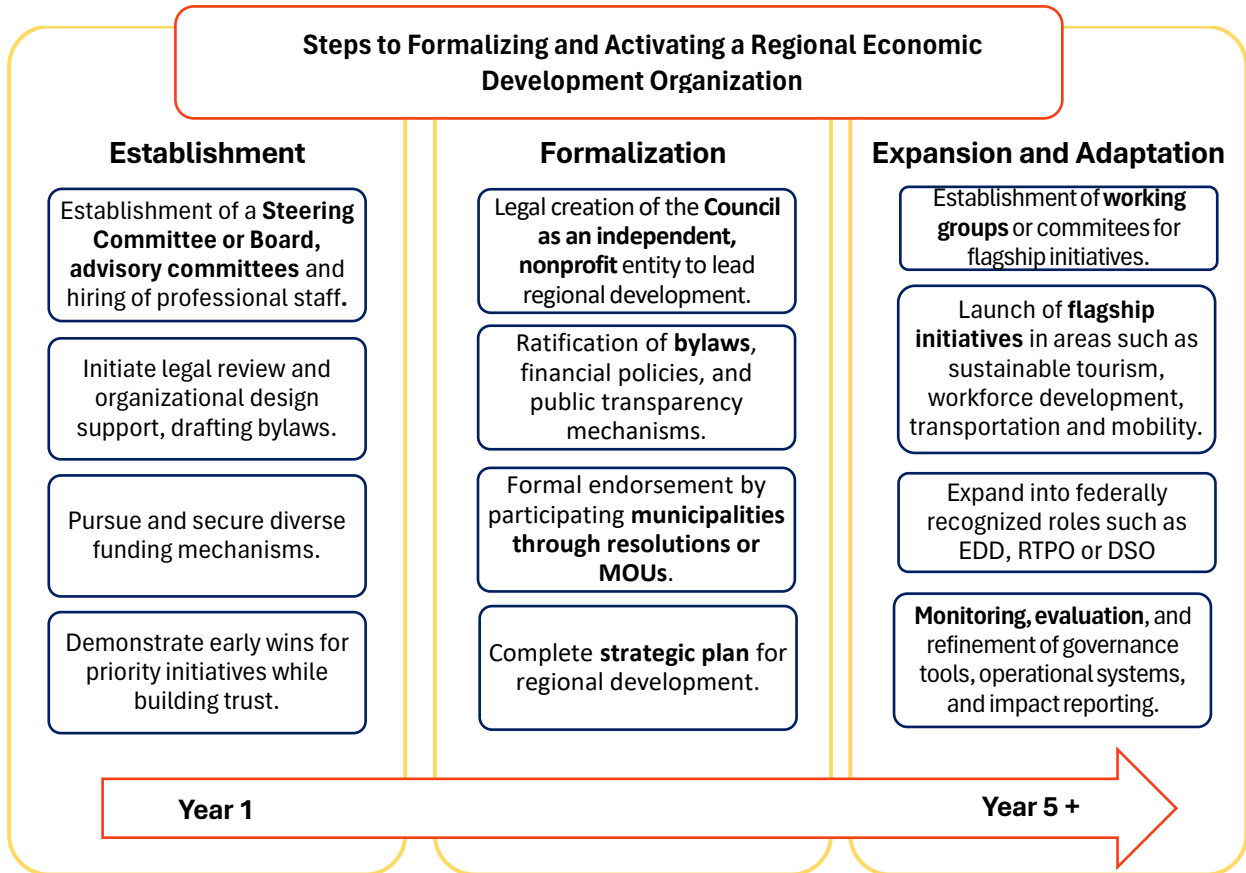 Steps to Formalizing and Activating a Regional Economic
Development Organization
Establishment
Establishment of a Steering
Committee or Board,
advisory committees and
hiring of professional staff.
Initiate legal review and
organizational design
support, drafting bylaws.
Pursue and secure diverse
funding mechanisms.
Demonstrate early wins for
priority initiatives while
building trust.
Formalization
Legal creation of the Council
as an independent,
nonprofit entity to lead
regional development.
Ratification of bylaws,
financial policies, and
public transparency
mechanisms.
Formal endorsement by
participating municipalities
through resolutions or
MOUs.
Complete strategic plan for
regional development.
Expansion and Adaptation
Establishment of working
groups or commitees for
flagship initiatives.
Launch of flagship
initiatives in areas such as
sustainable tourism,
workforce development,
transportation and mobility.
Expand into federally
recognized roles such as
EDD, RTPO or DSO
Monitoring, evaluation, and
refinement of governance
tools, operational systems,
and impact reporting.
Year 1
Year 5 +